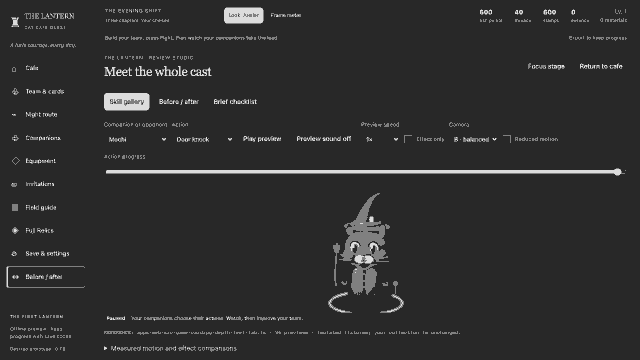 THE LANTERN
A little courage, every day.
Cafe
Team & cards
Night route
Companions
Equipment
Invitations
Field guide
Full Relics
Save & settings
Before / after
THE FIRST LANTERN
THE EVENING SHIFT
Frame meter
600
40
600
0
Lv. 1
0 materials
Build your team, press Fight, then watch your companions take the lead.
Export to keep progress
THE LANTERN · REVIEW STUDIO
Meet the whole cast
Focus stage
Return to cafe
Skill gallery
Before / after
Brief checklist
Companion or opponent
Action
Preview speed
Camera
Mochi
Door knock
Play preview
Preview sound off
1x
Effect only
B · balanced
Reduced motion
Action progress
Paused
Your companions choose their actions. Watch, then improve your team.
Measured motion and effect comparisons